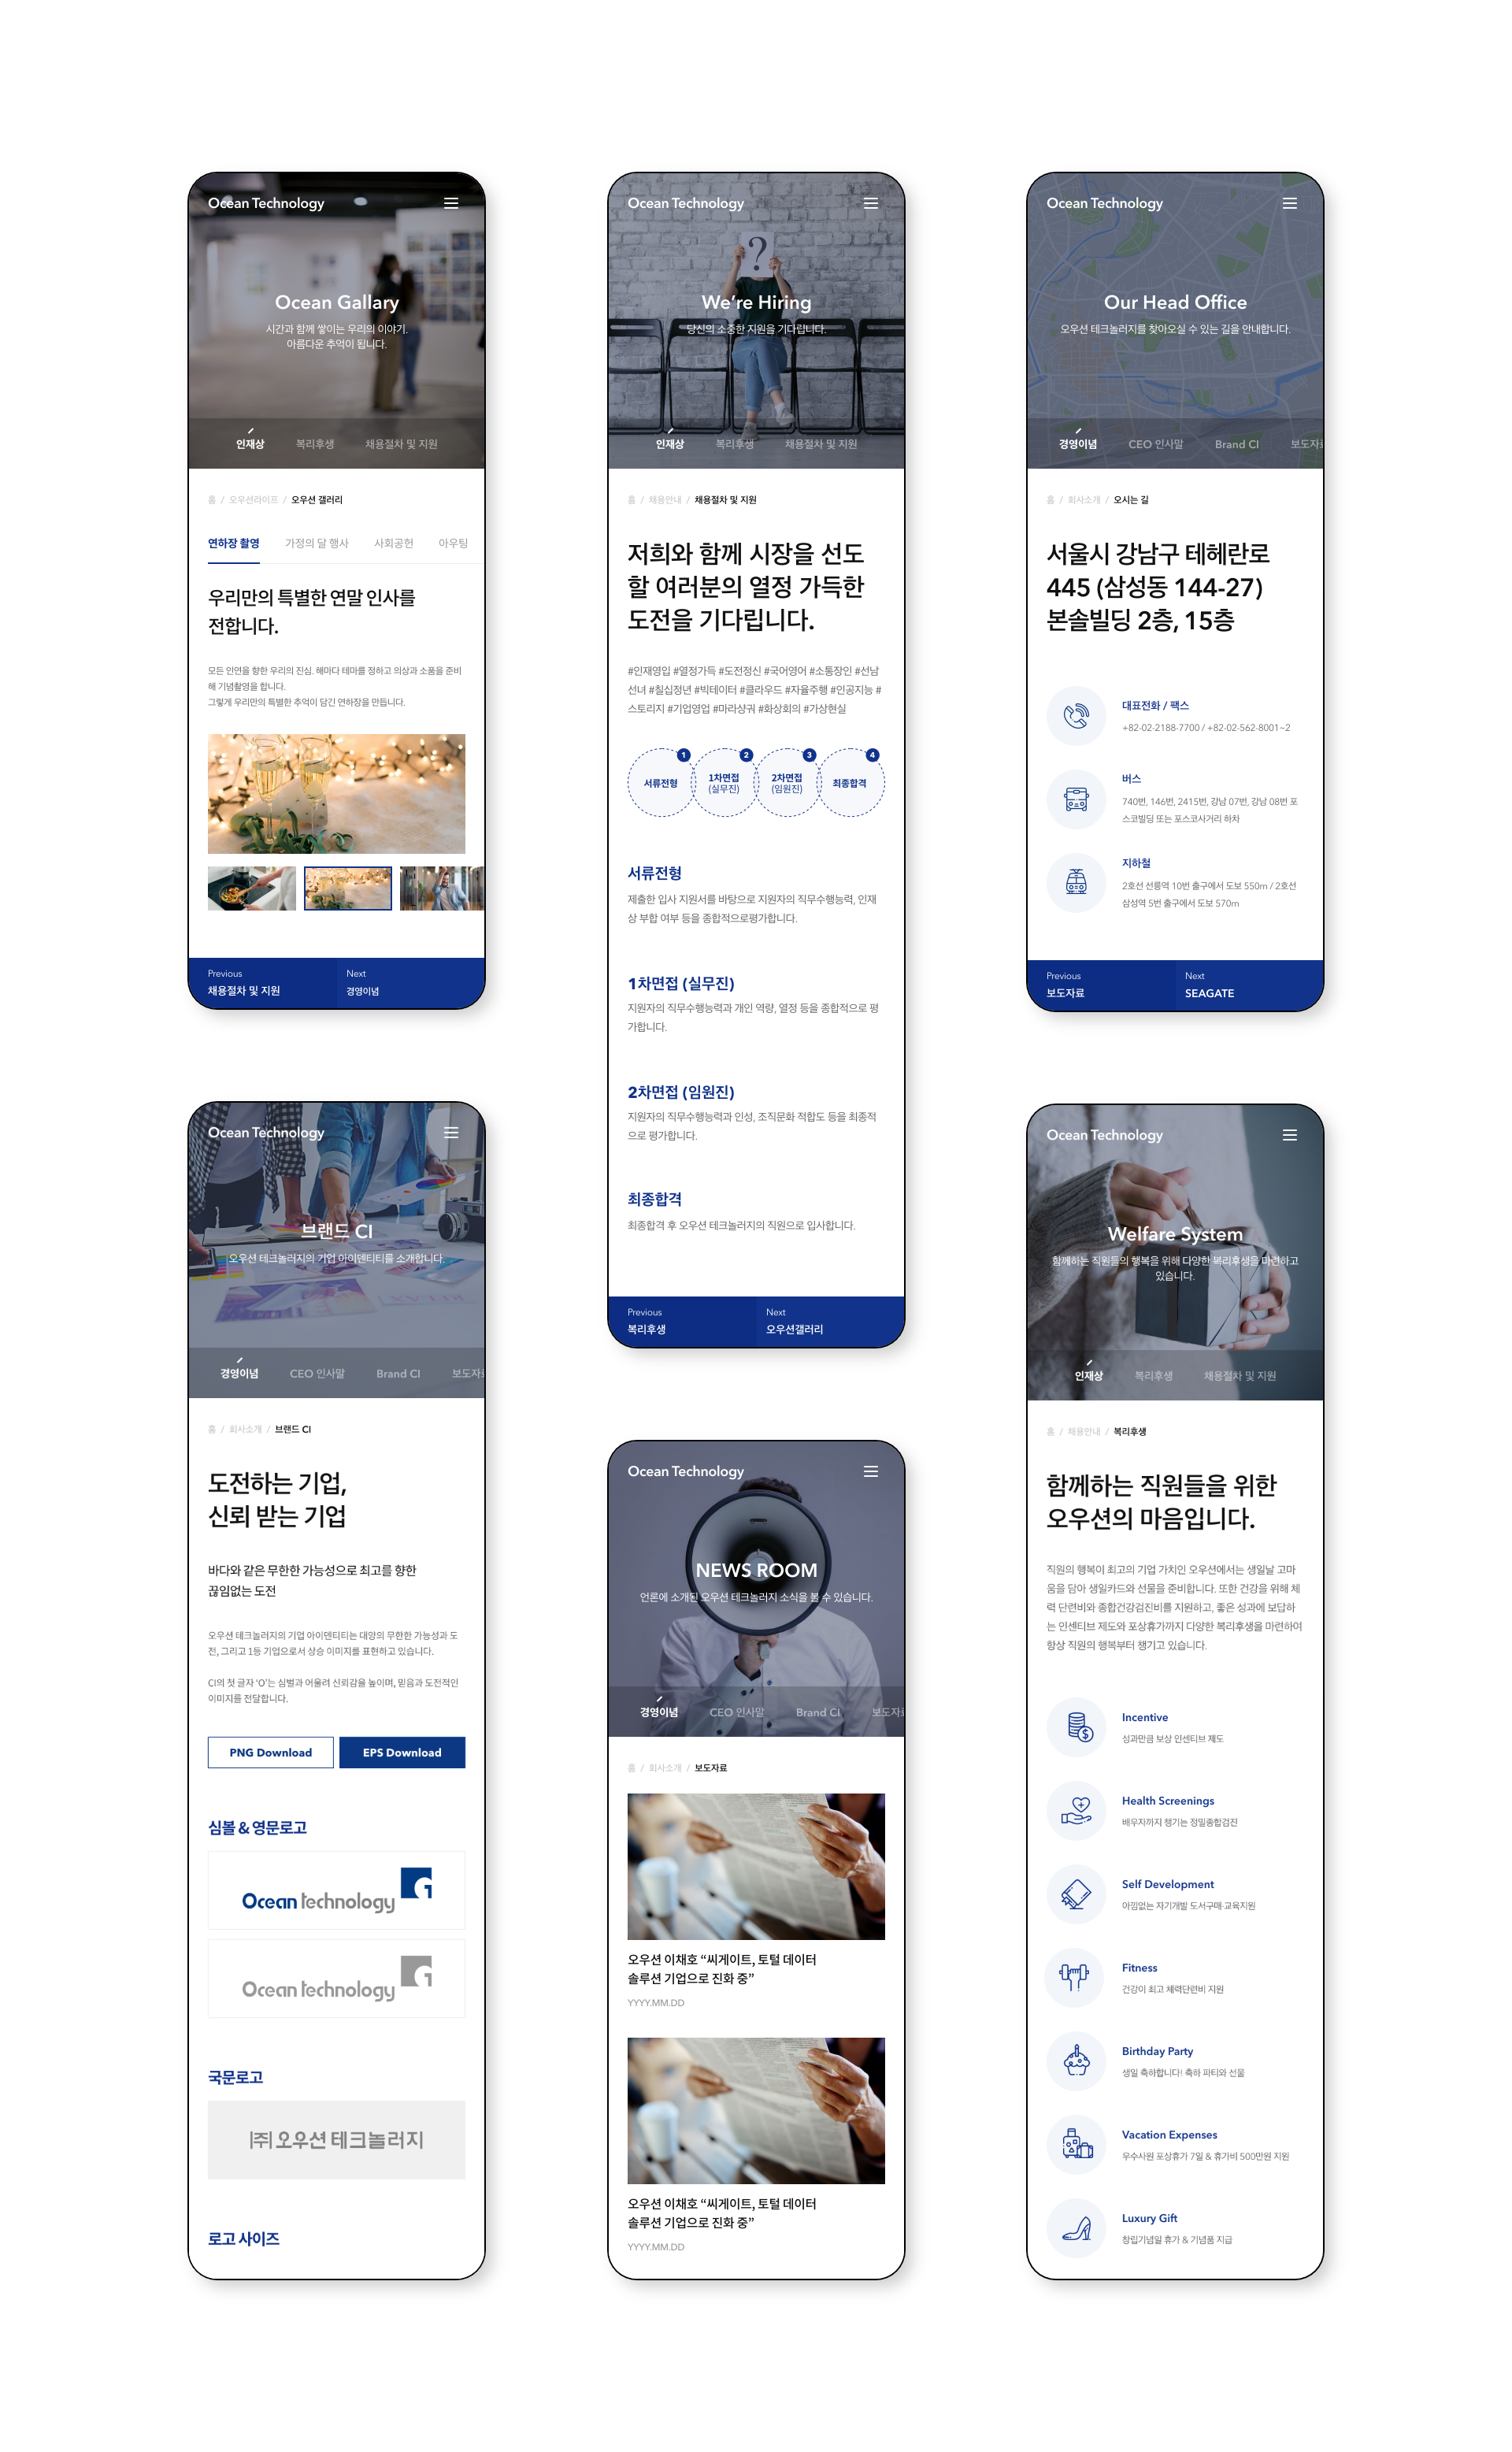 Ocean Technology
Ocean Gallary
시간과 함께 쌓이는 우리의 이야기.
아름다운 추억이 됩니다.
인재상 복리후생 채용절차 및 지원
홈 / 오우션라이프 / 오우션 갤러리
연하장 촬영 가정의 달 행사 사회공헌 아우팅
우리만의 특별한 연말 인사를
전합니다.
모든 인연을 향한 우리의 진심. 해마다 테마를 정하고 의상과 소품을 준비
해 기념촬영을 합니다.
그렇게 우리만의 특별한 추억이 담긴 연하장을 만듭니다.
Previous
채용절차 및 지원
Next
경영이념
Ocean Technology
브랜드 CI
오우션 테크놀러지의 기업 아이덴티티를 소개합니다.
경영이념 CEO 인사말 Brand CI 보도자료
홈 / 회사소개 / 브랜드 CI
도전하는 기업,
신뢰 받는 기업
바다와 같은 무한한 가능성으로 최고를 향한
끊임없는 도전
오우션 테크놀러지의 기업 아이덴티티는 대양의 무한한 가능성과 도
전, 그리고 1등 기업으로서 상승 이미지를 표현하고 있습니다.
CI의 첫 글자 ‘O’는 심벌과 어울려 신뢰감을 높이며, 믿음과 도전적인
이미지를 전달합니다.
PNG Download
EPS Download
심볼 & 영문로고
Ocean technology
Ocean technology
국문로고
㈜오우션 테크놀러지
로고 사이즈
Ocean Technology
?
We’re Hiring
당신의 소중한 지원을 기다립니다.
인재상 복리후생 채용절차 및 지원
홈 / 채용안내 / 채용절차 및 지원
저희와 함께 시장을 선도
할 여러분의 열정 가득한
도전을 기다립니다.
#인재영입 #열정가득 #도전정신 #국어영어 #소통장인 #선남
선녀 #칠십정년 #빅테이터 #클라우드 #자율주행 #인공지능 #
스토리지 #기업영업 #마라샹궈 #화상회의 #가상현실
1 2 3 4
서류전형
1차면접
(실무진)
2차면접
(임원진)
최종합격
서류전형
제출한 입사 지원서를 바탕으로 지원자의 직무수행능력, 인재
상 부합 여부 등을 종합적으로평가합니다.
1차면접 (실무진)
지원자의 직무수행능력과 개인 역량, 열정 등을 종합적으로 평
가합니다.
2차면접 (임원진)
지원자의 직무수행능력과 인성, 조직문화 적합도 등을 최종적
으로 평가합니다.
최종합격
최종합격 후 오우션 테크놀러지의 직원으로 입사합니다.
Previous
복리후생
Next
오우션갤러리
Ocean Technology
NEWS ROOM
언론에 소개된 오우션 테크놀러지 소식을 볼 수 있습니다.
경영이념 CEO 인사말 Brand CI 보도자료
홈 / 회사소개 / 보도자료
오우션 이채호 “씨게이트, 토털 데이터
솔루션 기업으로 진화 중”
YYYY.MM.DD
오우션 이채호 “씨게이트, 토털 데이터
솔루션 기업으로 진화 중”
YYYY.MM.DD
Ocean Technology
Our Head Office
오우션 테크놀러지를 찾아오실 수 있는 길을 안내합니다.
경영이념 CEO 인사말 Brand CI 보도자료
홈 / 회사소개 / 오시는 길
서울시 강남구 테헤란로
445 (삼성동 144-27)
본솔빌딩 2층, 15층
대표전화 / 팩스
+82-02-2188-7700 / +82-02-562-8001~2
버스
740번, 146번, 2415번, 강남 07번, 강남 08번 포
스코빌딩 또는 포스코사거리 하차
지하철
2호선 선릉역 10번 출구에서 도보 550m / 2호선
삼성역 5번 출구에서 도보 570m
Previous
보도자료
Next
SEAGATE
Ocean Technology
Welfare System
함께하는 직원들의 행복을 위해 다양한 복리후생을 마련하고
있습니다.
인재상 복리후생 채용절차 및 지원
홈 / 채용안내 / 복리후생
함께하는 직원들을 위한
오우션의 마음입니다.
직원의 행복이 최고의 기업 가치인 오우션에서는 생일날 고마
움을 담아 생일카드와 선물을 준비합니다. 또한 건강을 위해 체
력 단련비와 종합건강검진비를 지원하고, 좋은 성과에 보답하
는 인센티브 제도와 포상휴가까지 다양한 복리후생을 마련하여
항상 직원의 행복부터 챙기고 있습니다.
Incentive
성과만큼 보상 인센티브 제도
Health Screenings
배우자까지 챙기는 정밀종합검진
Self Development
아낌없는 자기개발 도서구매·교육지원
Fitness
건강이 최고 체력단련비 지원
Birthday Party
생일 축하합니다! 축하 파티와 선물
Vacation Expenses
우수사원 포상휴가 7일 & 휴가비 500만원 지원
Luxury Gift
창립기념일 휴가 & 기념품 지급